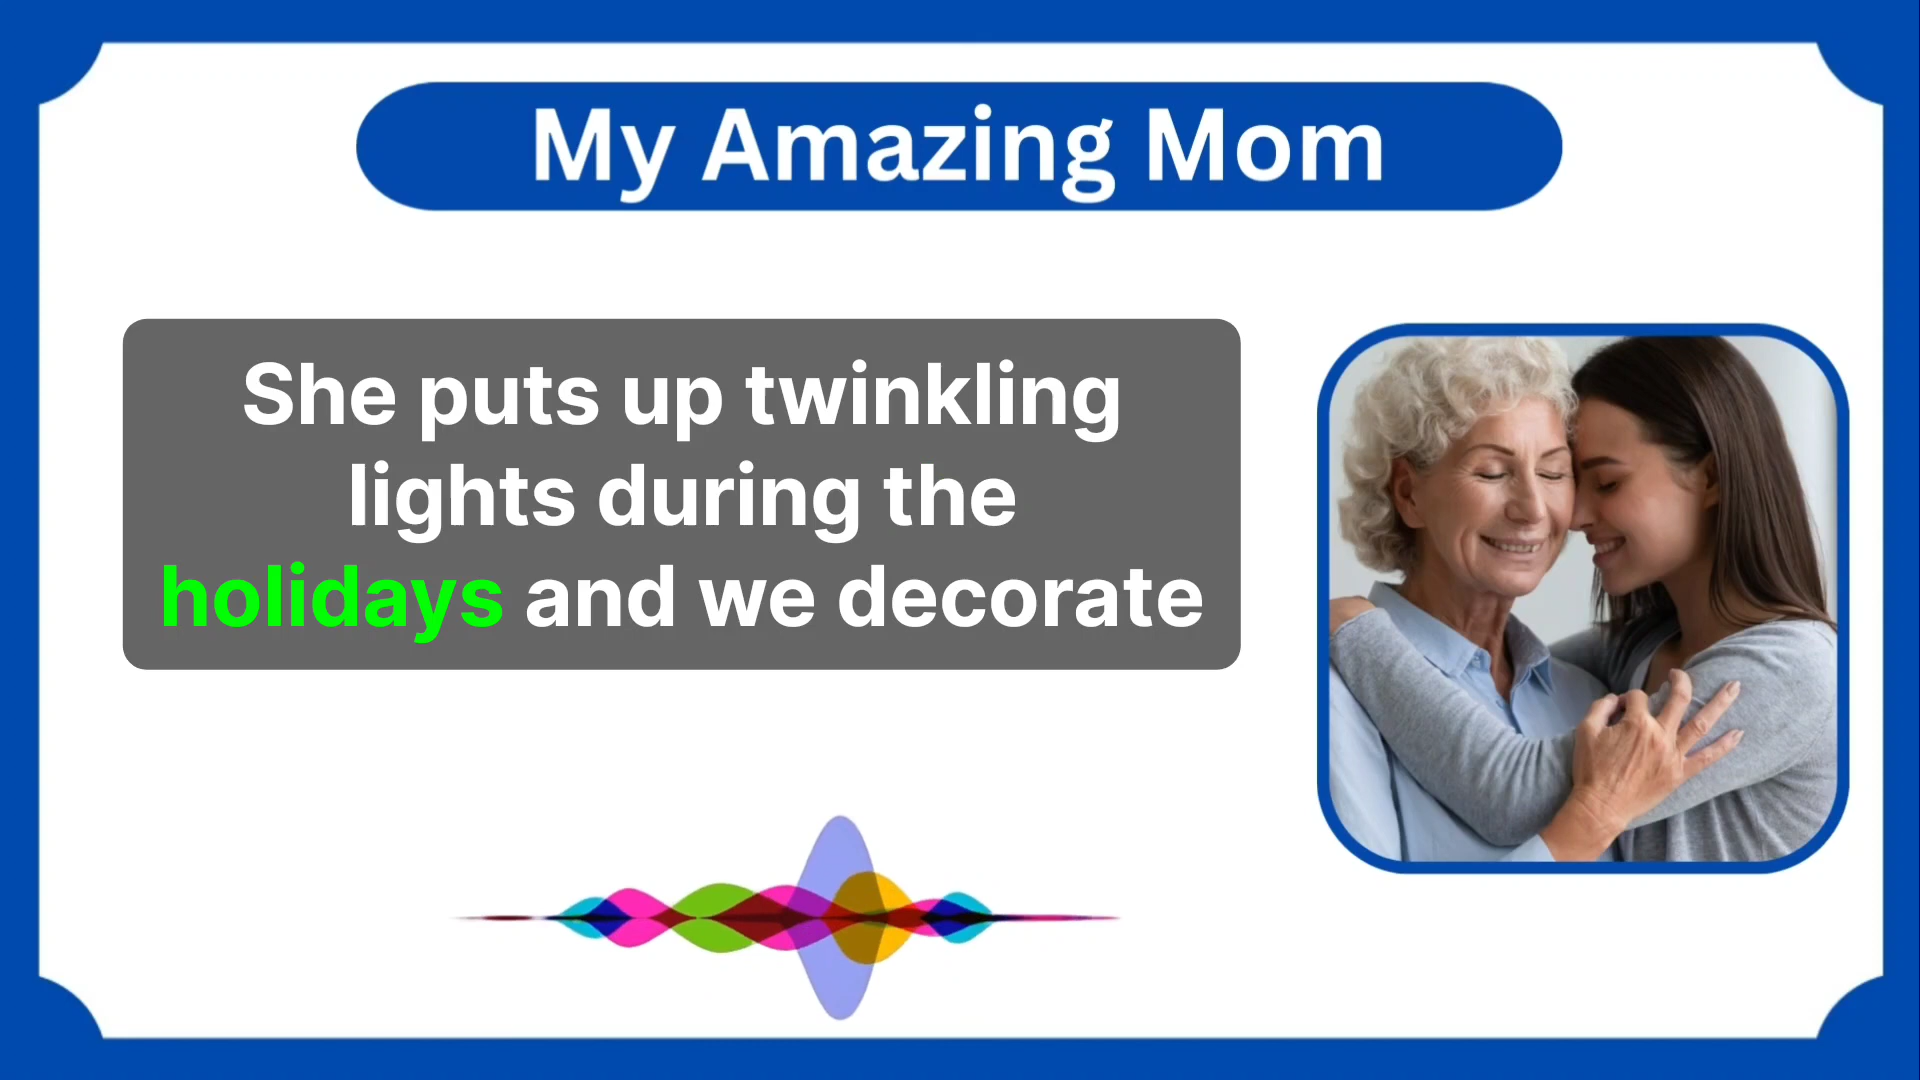 My Amazing Mom
She puts up twinkling
lights during the
holidays and we decorate